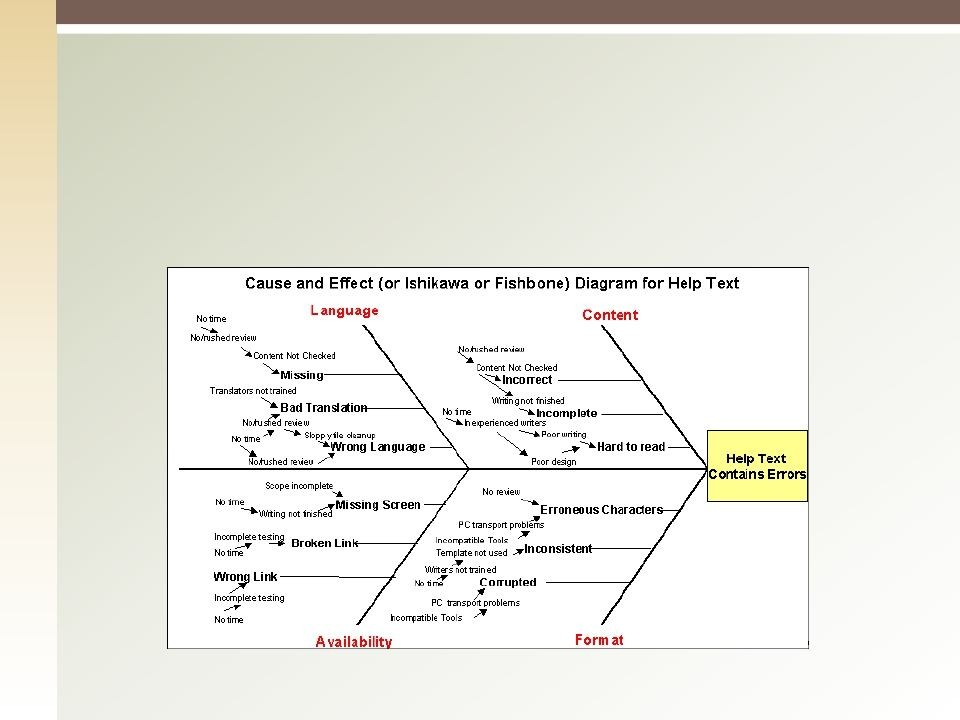 Cause and Effect (or Ishikawa or Fishbone) Diagram for Help Text
Language
No time
No/rushed review
Content Not Checked
Missing
Translators not trained
Bad Translation
No/rushed review
Sloppy file cleanup
No time
Wrong Language
No/rushed review
Content
No/rushed review
Content Not Checked
Incorrect
Writing not finished
No time
Incomplete
Inexperienced writers
Poor writing
Hard to read
Poor design
Help Text
Contains Errors
Scope incomplete
No time
Missing Screen
Writing not finished
Incomplete testing
Broken Link
No time
Wrong Link
Incomplete testing
No time
Availability
No review
Erroneous Characters
PC transport problems
Incompatible Tools
Template not used
Inconsistent
Writers not trained
No time
Corrupted
PC transport problems
Incompatible Tools
Format